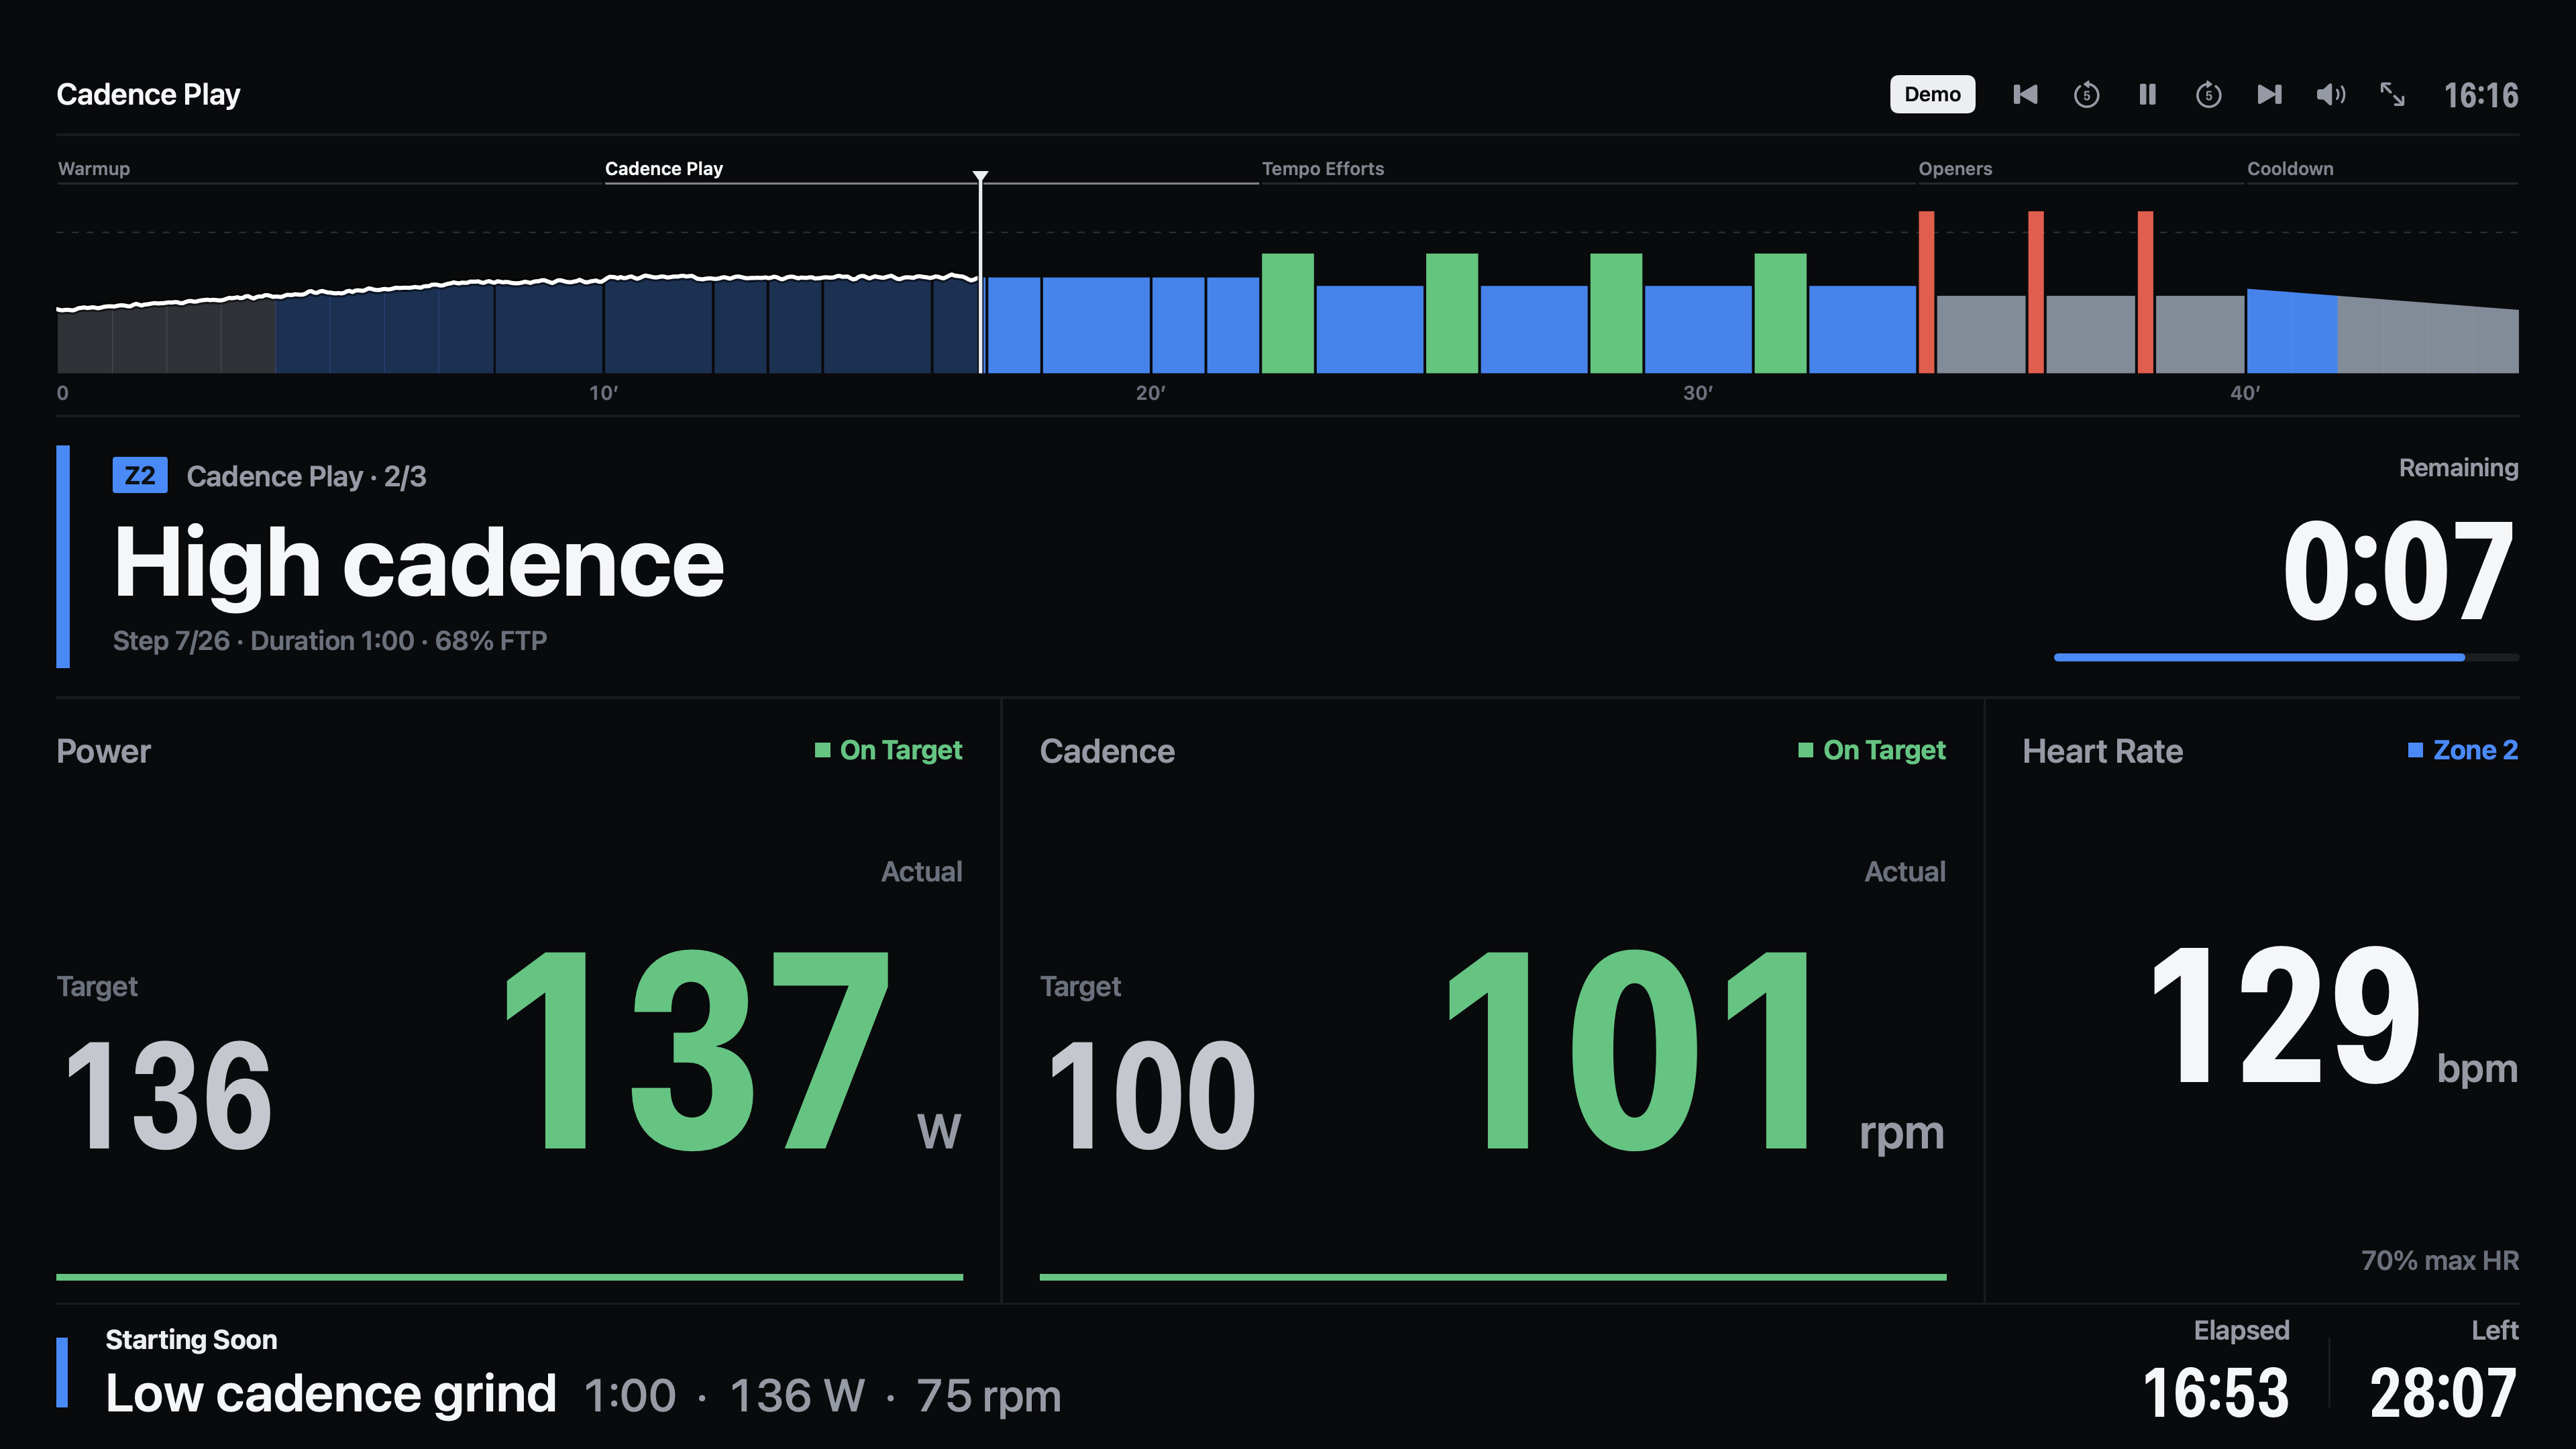 Cadence Play
Demo 5 5 16:16
Warmup Cadence Play Tempo Efforts Openers Cooldown
0 10′ 20′ 30′ 40′
Z2 Cadence Play · 2/3
High cadence
Step 7/26 · Duration 1:00 · 68% FTP
Remaining
0:07
Power On Target
Actual
Target
136 137 W
Cadence On Target
Actual
Target
100 101 rpm
Heart Rate Zone 2
129 bpm
70% max HR
Starting Soon
Low cadence grind 1:00 · 136 W · 75 rpm
Elapsed Left
16:53 28:07